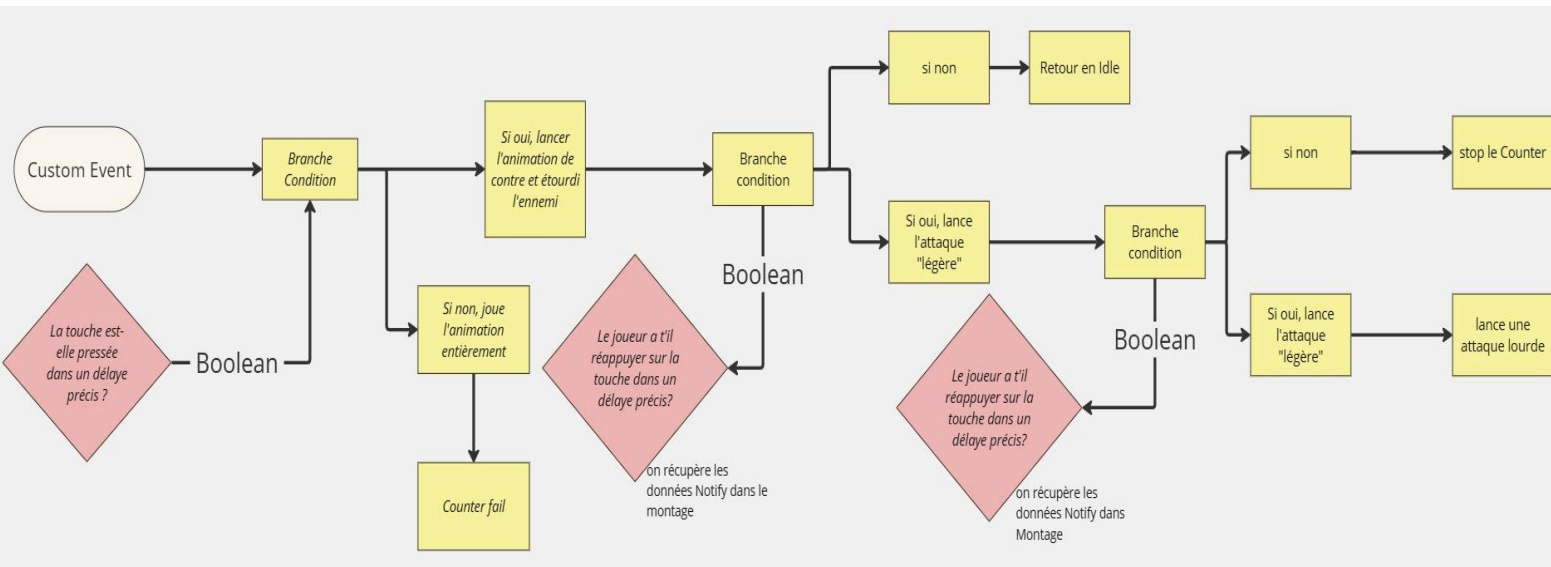 Custom Event
Branche
Condition
La touche est-
elle pressée
dans un délaye
précis ?
Boolean
Si oui, lancer
l'animation de
contre et étourdi
l'ennemi
Si non, joue
l'animation
entièrement
Counter fail
Branche
condition
Boolean
Le joueur a t'il
réappuyer sur la
touche dans un
délaye précis?
on récupère les
données Notify dans le
montage
si non
Retour en Idle
Si oui, lance
l'attaque
"légère"
Branche
condition
Boolean
Le joueur a t'il
réappuyer sur la
touche dans un
délaye précis?
on récupère les
données Notify dans
Montage
si non
stop le Counter
Si oui, lance
l'attaque
"légère"
lance une
attaque lourde